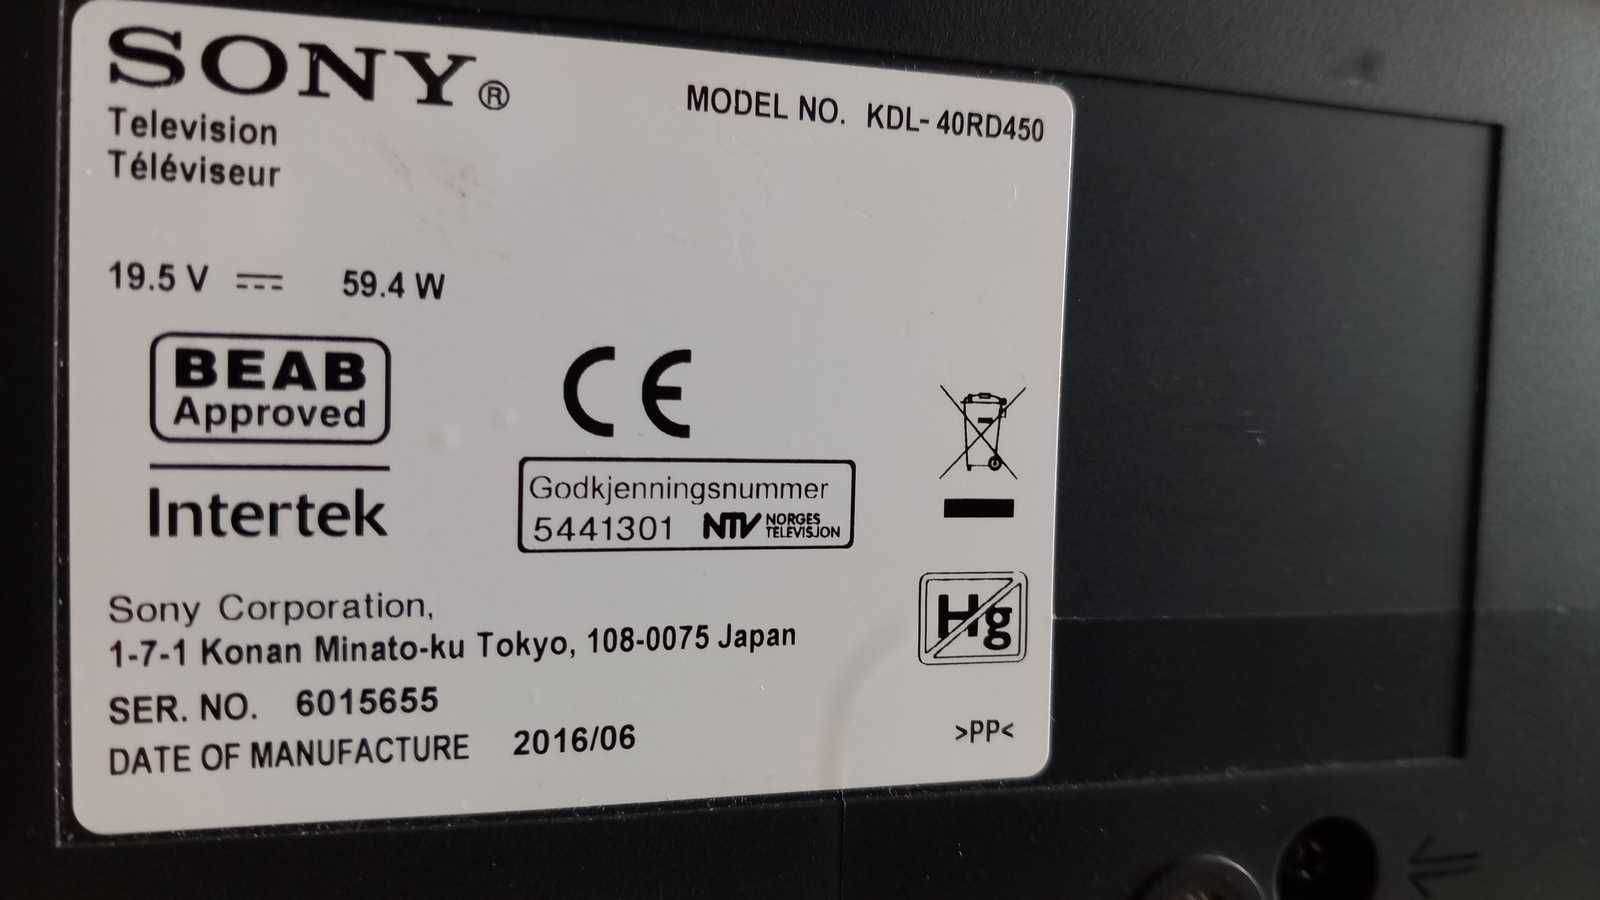 SONY®
Television
Téléviseur
MODEL NO. KDL-40RD450
19.5 V 59.4 W
BEAB
Approved
Intertek
CE
Godkjenningsnummer
5441301 NTV NORGES TELEVISJON
Hg
Sony Corporation,
1-7-1 Konan Minato-ku Tokyo, 108-0075 Japan
SER. NO. 6015655
DATE OF MANUFACTURE 2016/06
>PP<